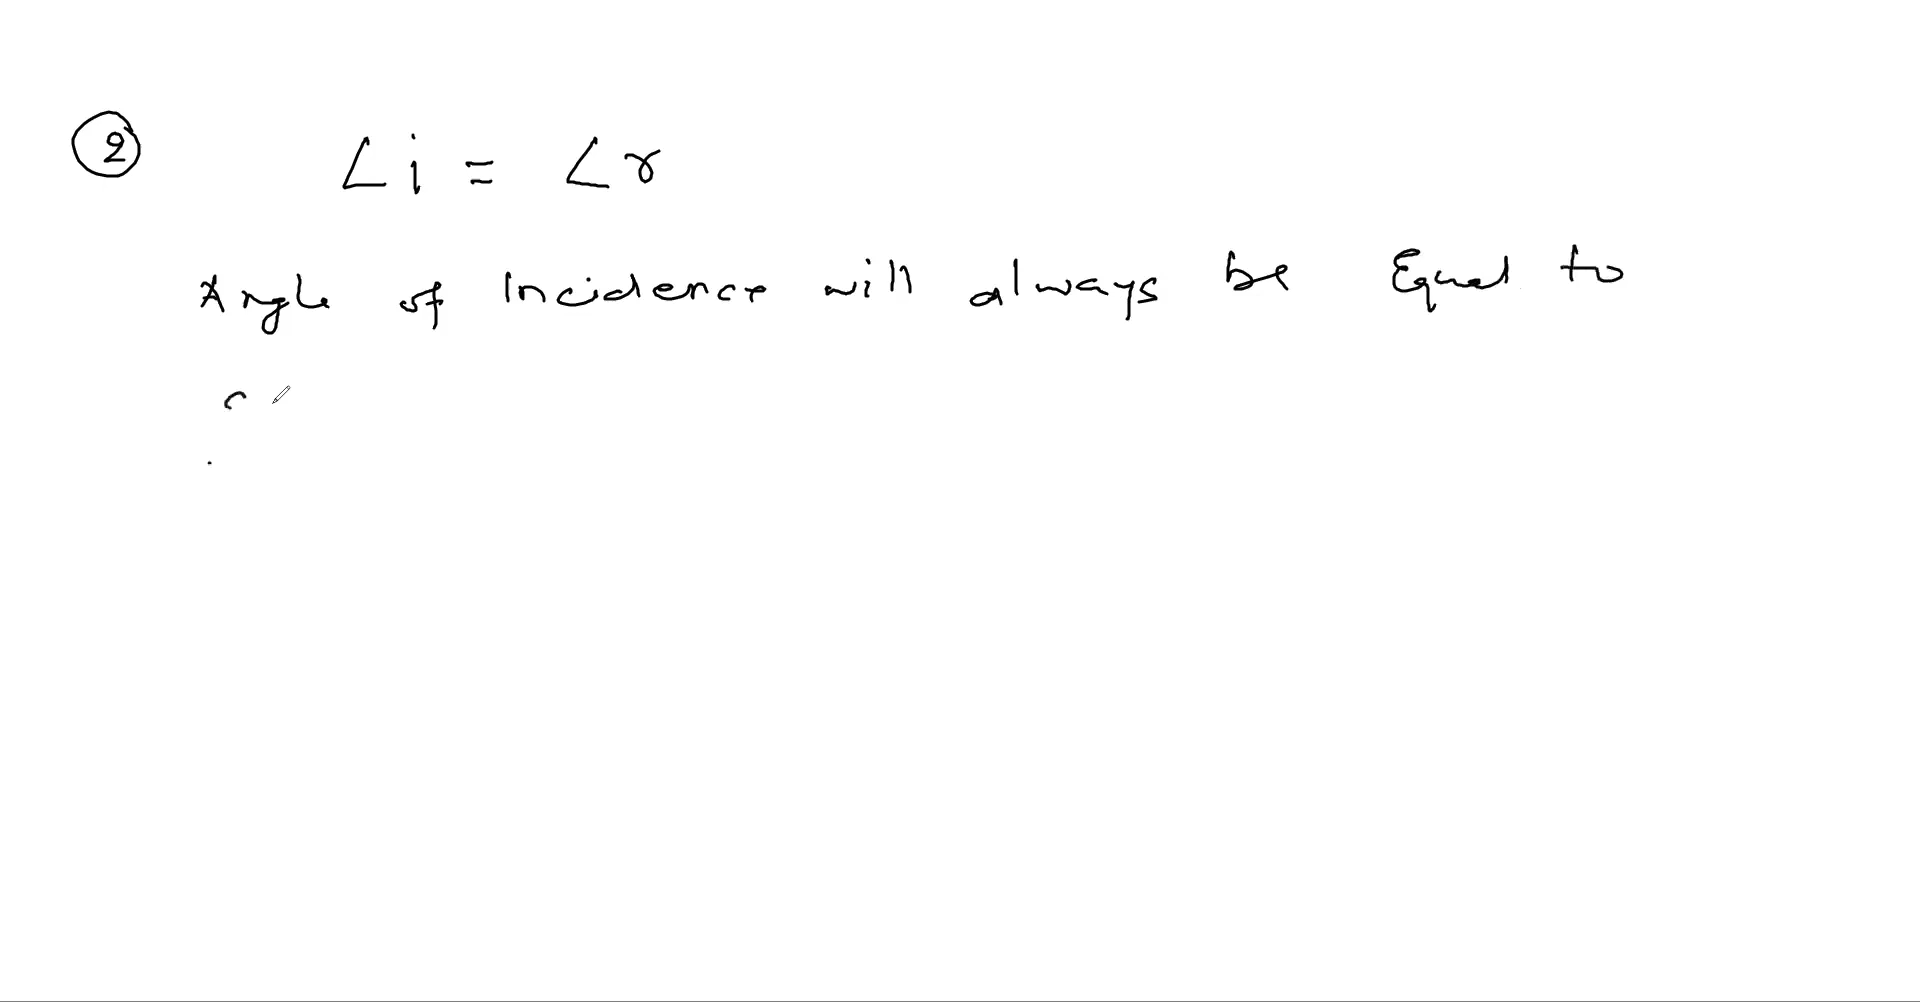 ② ∠i = ∠r
Angle of Incidence will always be Equal to